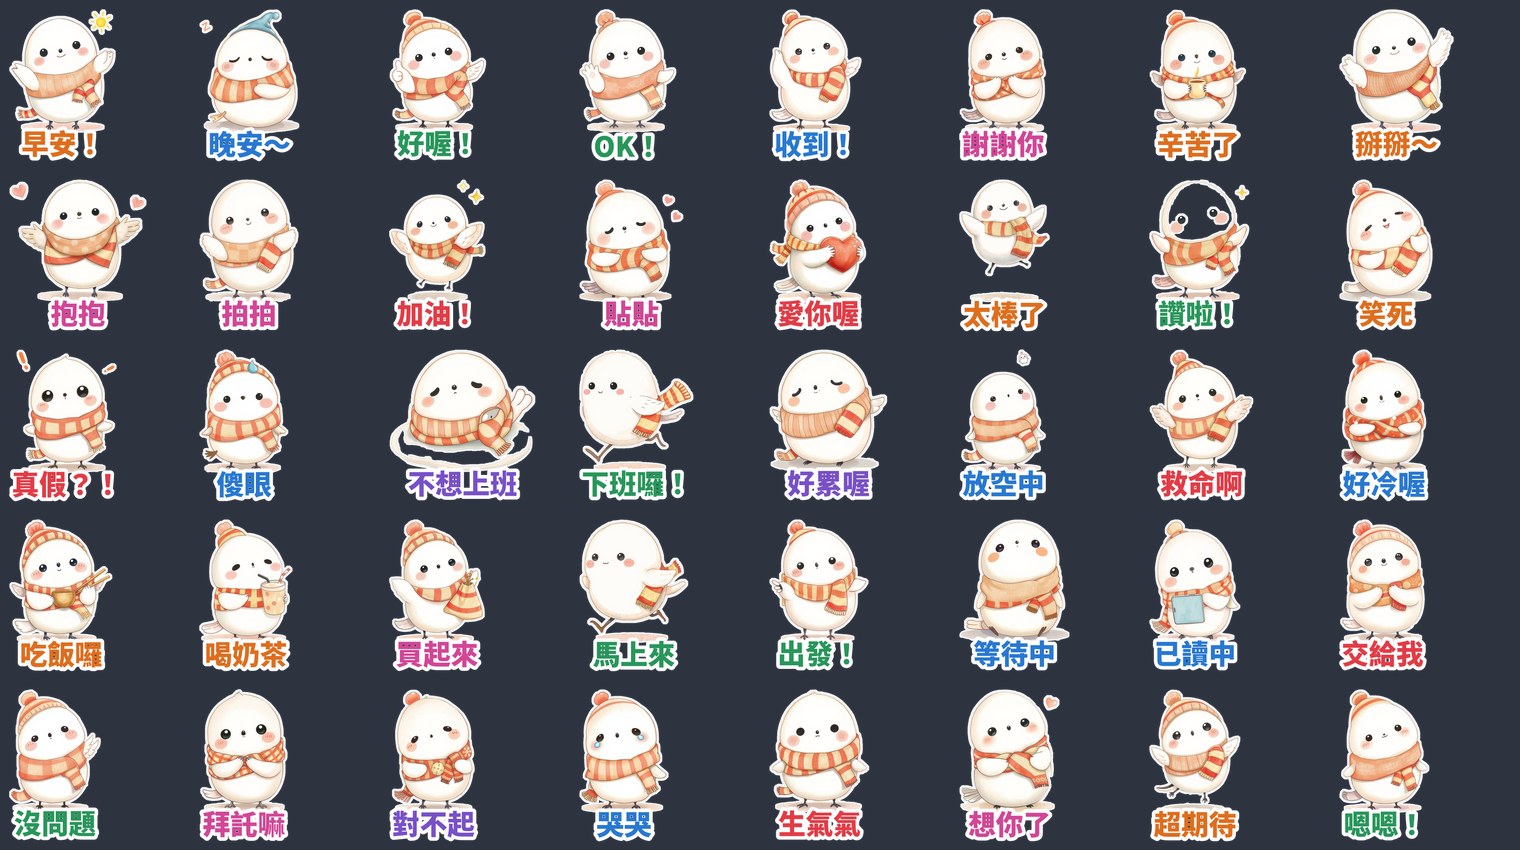 早安！
晚安～
好喔！
OK！
收到！
謝謝你
辛苦了
掰掰～
抱抱
拍拍
加油！
貼貼
愛你喔
太棒了
讚啦！
笑死
真假？！
傻眼
不想上班
下班囉！
好累喔
放空中
救命啊
好冷喔
吃飯囉
喝奶茶
買起來
馬上來
出發！
等待中
已讀中
交給我
沒問題
拜託嘛
對不起
哭哭
生氣氣
想你了
超期待
嗯嗯！